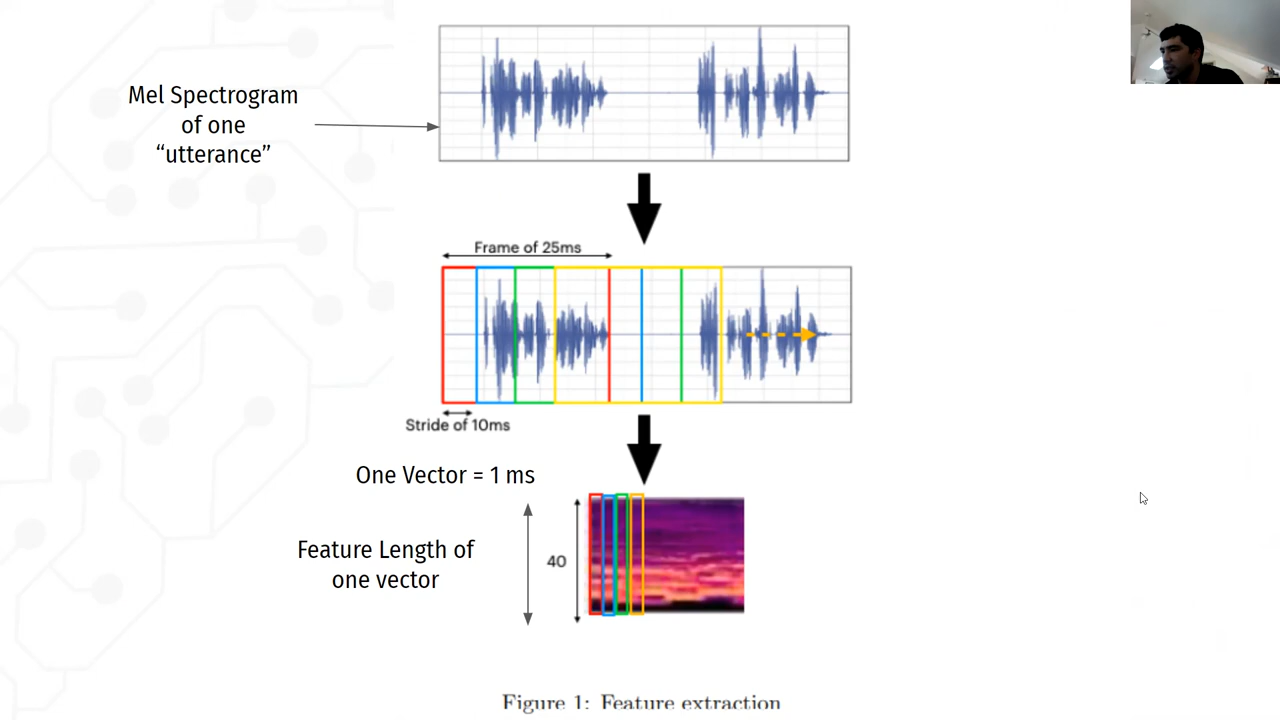 Mel Spectrogram
of one
“utterance”
Frame of 25ms
Stride of 10ms
One Vector = 1 ms
Feature Length of
one vector
40
Figure 1: Feature extraction